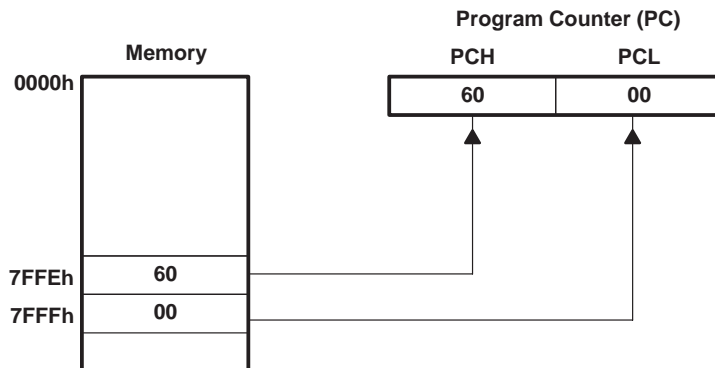 Program Counter (PC)
Memory
PCH PCL
0000h
60 00
7FFEh 60
7FFFh 00